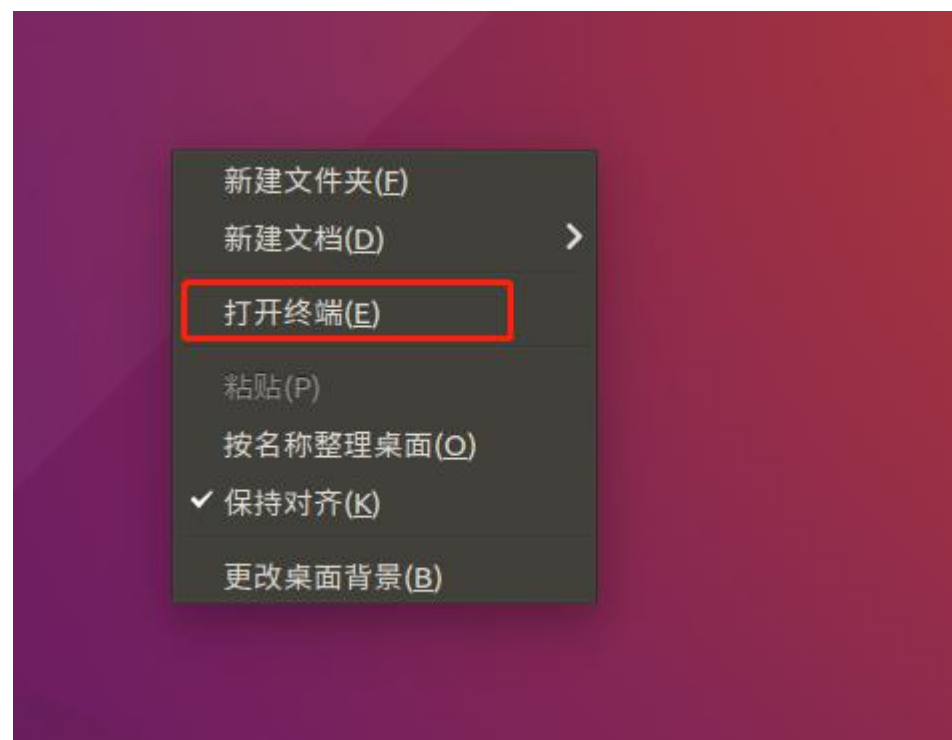 新建文件夹(F)
新建文档(D)
打开终端(E)
粘贴(P)
按名称整理桌面(O)
保持对齐(K)
更改桌面背景(B)